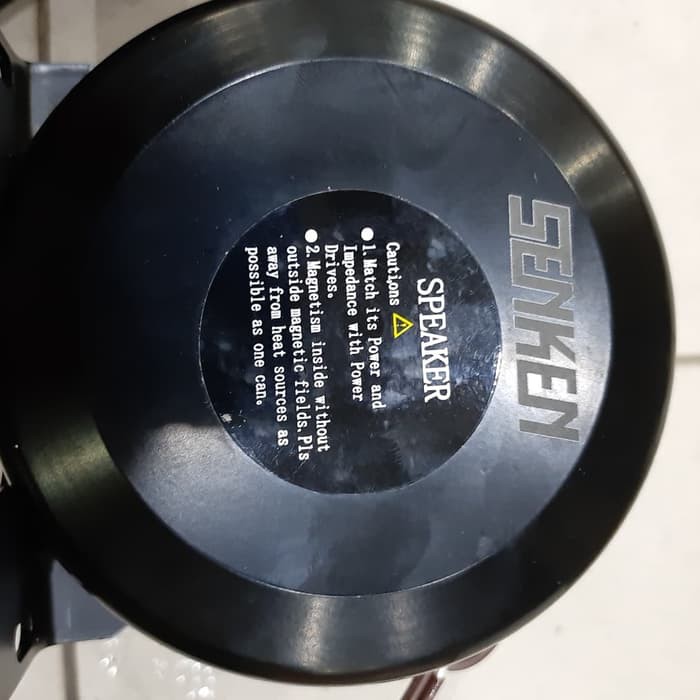 SENKEN
SPEAKER
Cautions
● 1. Match its Power and
Impedance with Power
Drives.
● 2. Magnetism inside without
outside magnetic fields. Pls
away from heat sources as
possible as one can.